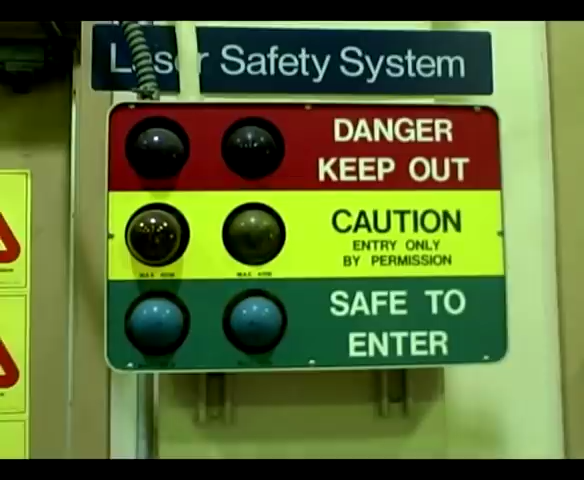 Laser Safety System
DANGER
KEEP OUT
CAUTION
ENTRY ONLY
BY PERMISSION
SAFE TO
ENTER